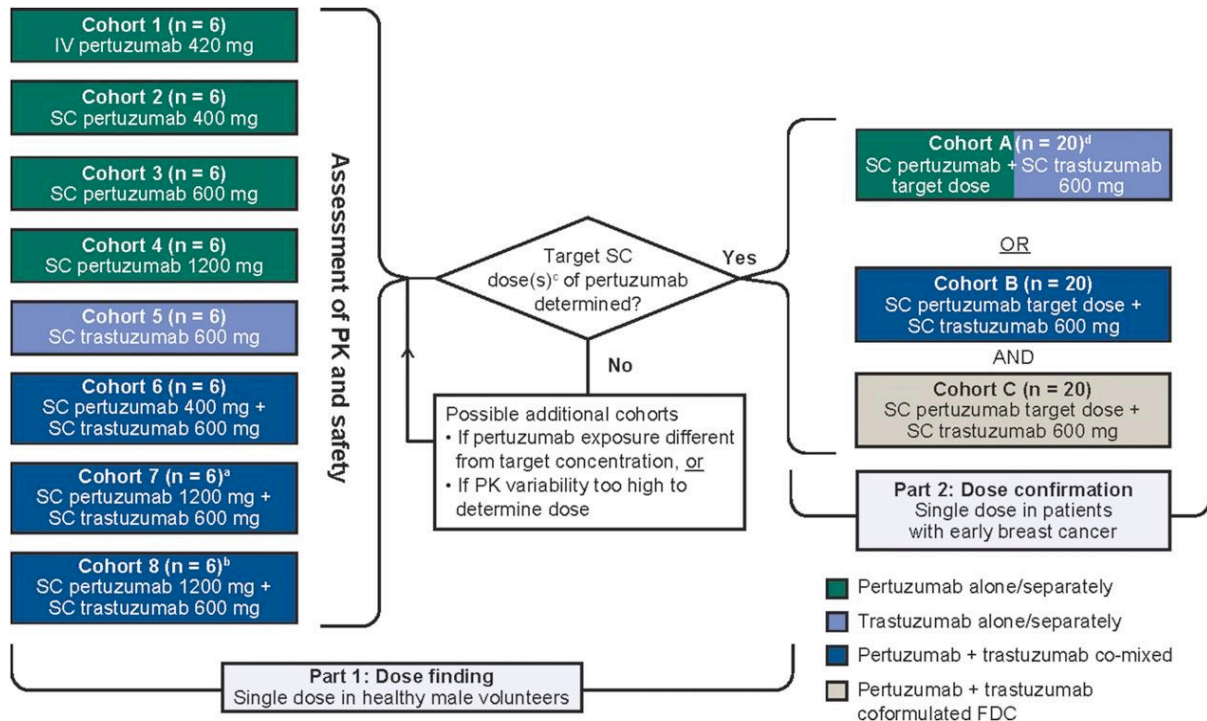 Cohort 1 (n = 6)
IV pertuzumab 420 mg
Cohort 2 (n = 6)
SC pertuzumab 400 mg
Cohort 3 (n = 6)
SC pertuzumab 600 mg
Cohort 4 (n = 6)
SC pertuzumab 1200 mg
Cohort 5 (n = 6)
SC trastuzumab 600 mg
Cohort 6 (n = 6)
SC pertuzumab 400 mg +
SC trastuzumab 600 mg
Cohort 7 (n = 6)ᵃ
SC pertuzumab 1200 mg +
SC trastuzumab 600 mg
Cohort 8 (n = 6)ᵇ
SC pertuzumab 1200 mg +
SC trastuzumab 600 mg
Assessment of PK and safety
Part 1: Dose finding
Single dose in healthy male volunteers
Target SC
dose(s)ᶜ of pertuzumab
determined?
Yes
No
Possible additional cohorts
• If pertuzumab exposure different
from target concentration, or
• If PK variability too high to
determine dose
Cohort A (n = 20)ᵈ
SC pertuzumab + SC trastuzumab
target dose 600 mg
OR
Cohort B (n = 20)
SC pertuzumab target dose +
SC trastuzumab 600 mg
AND
Cohort C (n = 20)
SC pertuzumab target dose +
SC trastuzumab 600 mg
Part 2: Dose confirmation
Single dose in patients
with early breast cancer
Pertuzumab alone/separately
Trastuzumab alone/separately
Pertuzumab + trastuzumab co-mixed
Pertuzumab + trastuzumab
coformulated FDC